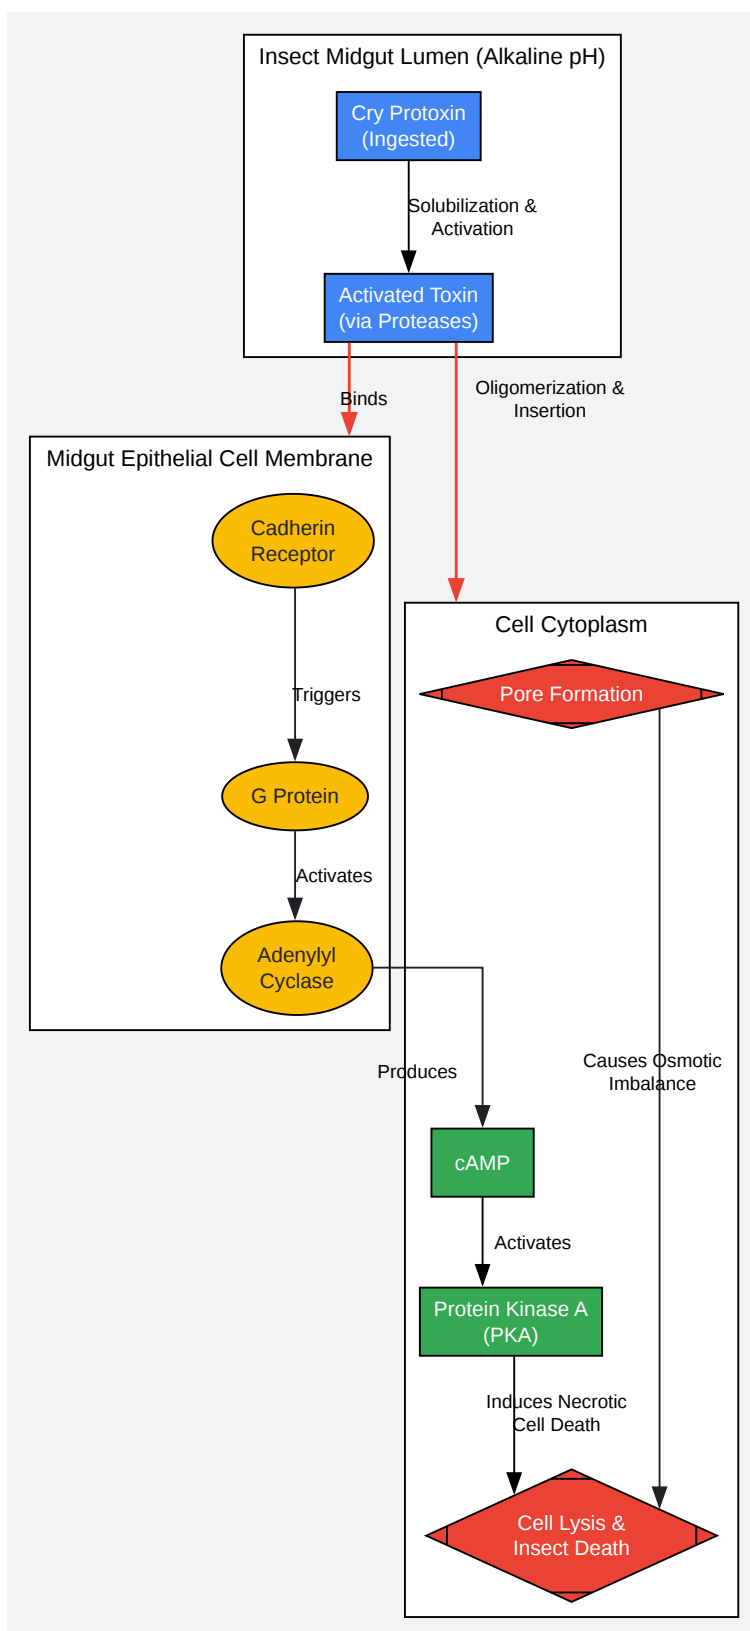 Insect Midgut Lumen (Alkaline pH)
Cry Protoxin
(Ingested)
Solubilization &
Activation
Activated Toxin
(via Proteases)
Binds
Oligomerization &
Insertion
Midgut Epithelial Cell Membrane
Cadherin
Receptor
Triggers
G Protein
Activates
Adenylyl
Cyclase
Cell Cytoplasm
Pore Formation
Produces
Causes Osmotic
Imbalance
cAMP
Activates
Protein Kinase A
(PKA)
Induces Necrotic
Cell Death
Cell Lysis &
Insect Death